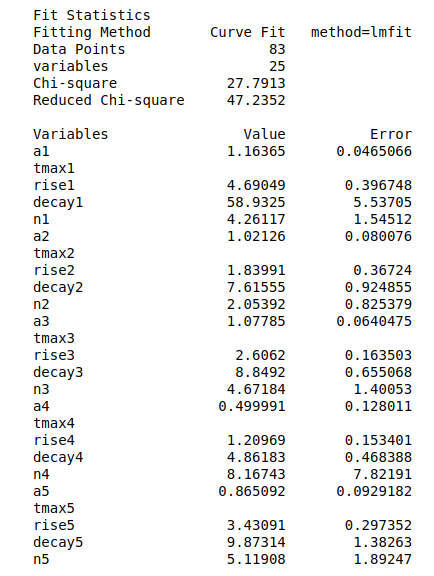 Fit Statistics
Fitting Method Curve Fit method=lmfit
Data Points 83
variables 25
Chi-square 27.7913
Reduced Chi-square 47.2352
Variables Value Error
a1 1.16365 0.0465066
tmax1
rise1 4.69049 0.396748
decay1 58.9325 5.53705
n1 4.26117 1.54512
a2 1.02126 0.080076
tmax2
rise2 1.83991 0.36724
decay2 7.61555 0.924855
n2 2.05392 0.825379
a3 1.07785 0.0640475
tmax3
rise3 2.6062 0.163503
decay3 8.8492 0.655068
n3 4.67184 1.40053
a4 0.499991 0.128011
tmax4
rise4 1.20969 0.153401
decay4 4.86183 0.468388
n4 8.16743 7.82191
a5 0.865092 0.0929182
tmax5
rise5 3.43091 0.297352
decay5 9.87314 1.38263
n5 5.11908 1.89247